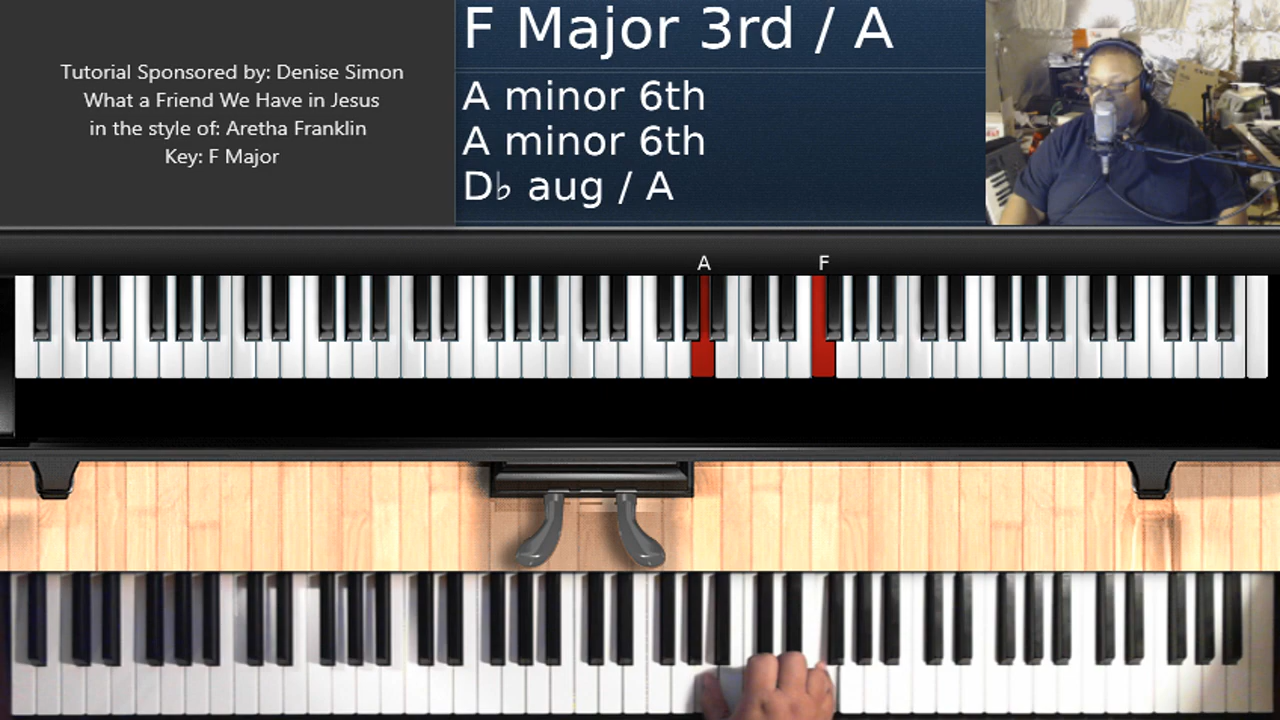 Tutorial Sponsored by: Denise Simon
What a Friend We Have in Jesus
in the style of: Aretha Franklin
Key: F Major
F Major 3rd / A
A minor 6th
A minor 6th
D♭ aug / A
A F